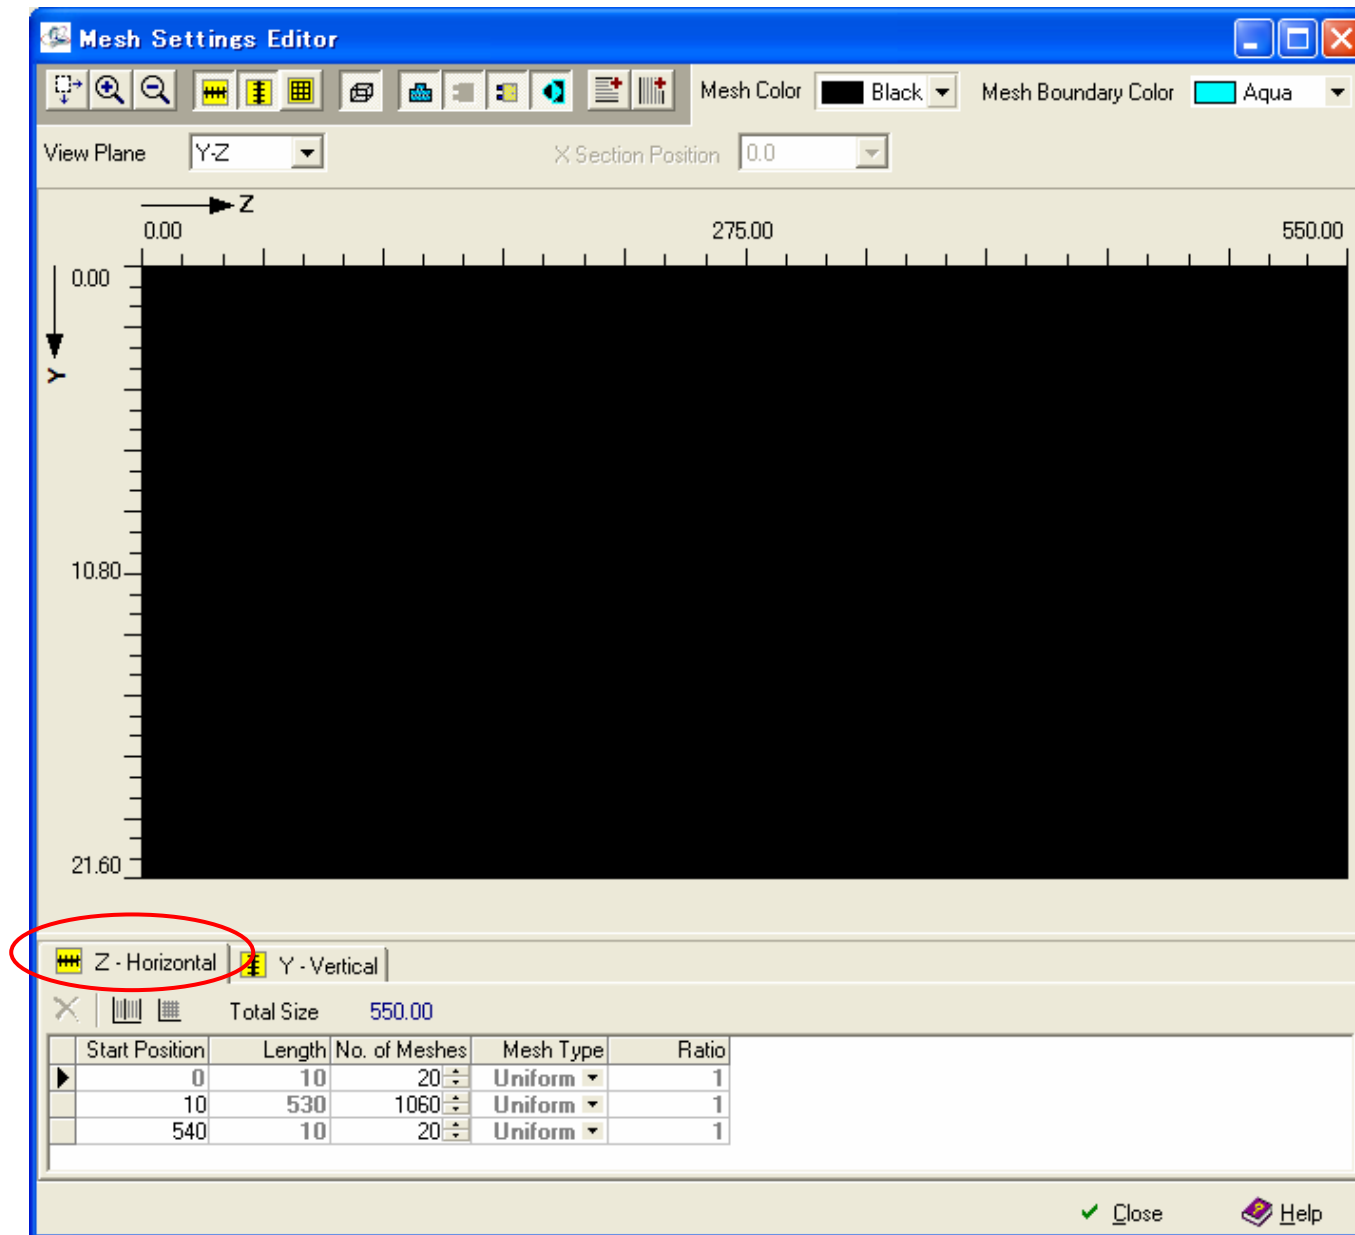 Mesh Settings Editor
Mesh Color Black Mesh Boundary Color Aqua
View Plane Y-Z X Section Position 0.0
Z
0.00 275.00 550.00
0.00
Y
10.80
21.60
Z - Horizontal Y - Vertical
Total Size 550.00
Start Position Length No. of Meshes Mesh Type Ratio
0 10 20 Uniform 1
10 530 1060 Uniform 1
540 10 20 Uniform 1
Close Help